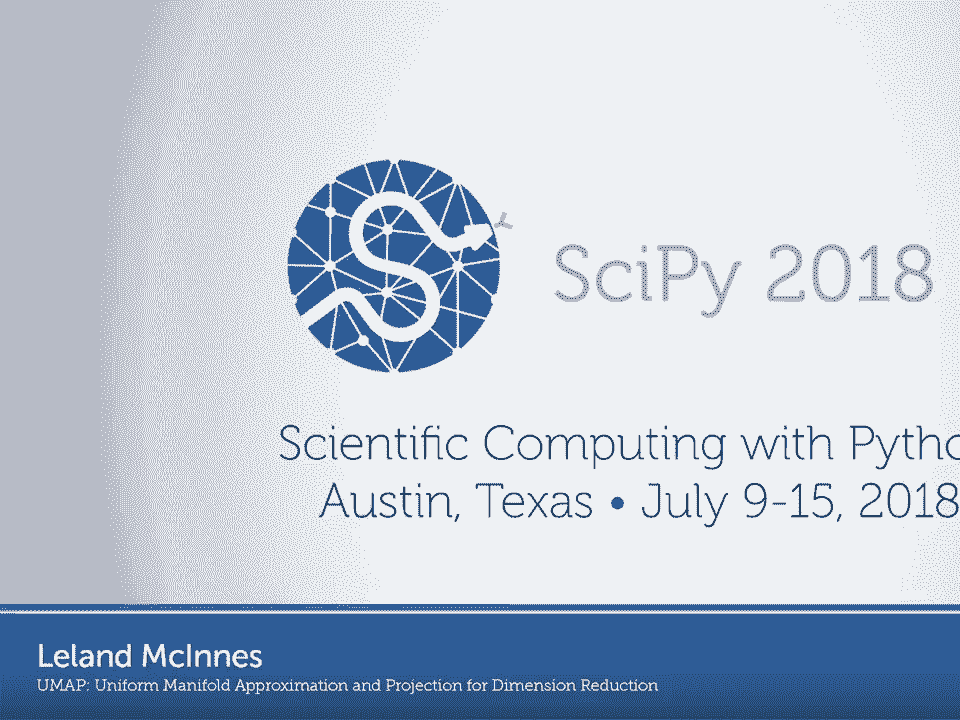 SciPy 2018
Scientific Computing with Pytho
Austin, Texas • July 9-15, 2018
Leland McInnes
UMAP: Uniform Manifold Approximation and Projection for Dimension Reduction